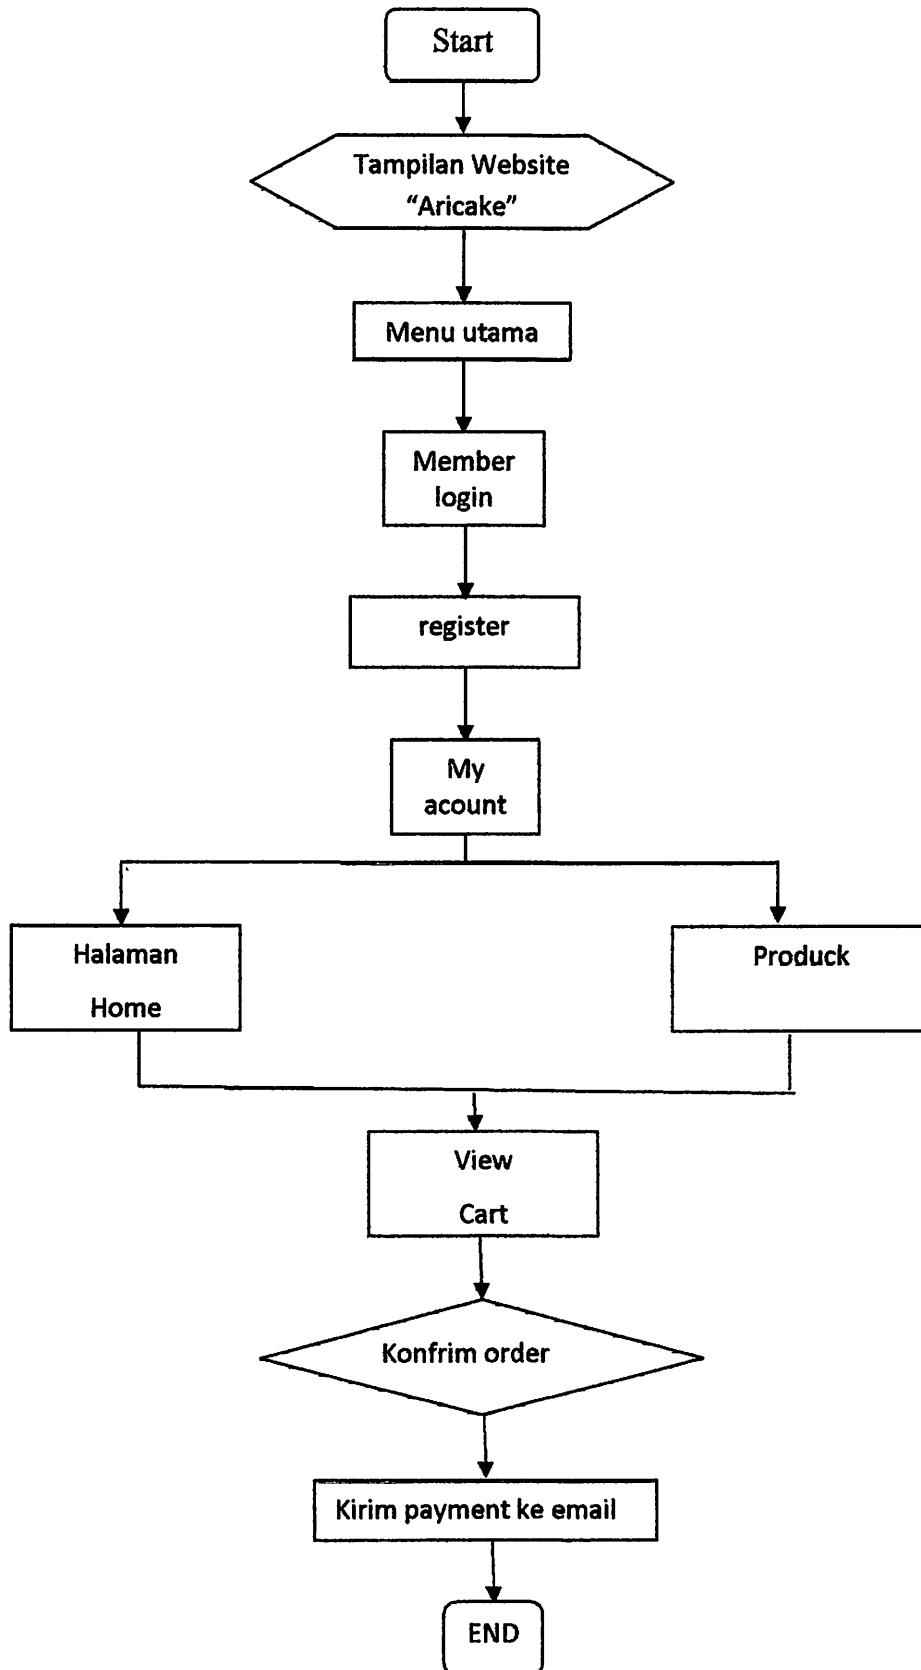 Start
Tampilan Website
“Aricake”
Menu utama
Member
login
register
My
acount
Halaman
Home
Produck
View
Cart
Konfrim order
Kirim payment ke email
END